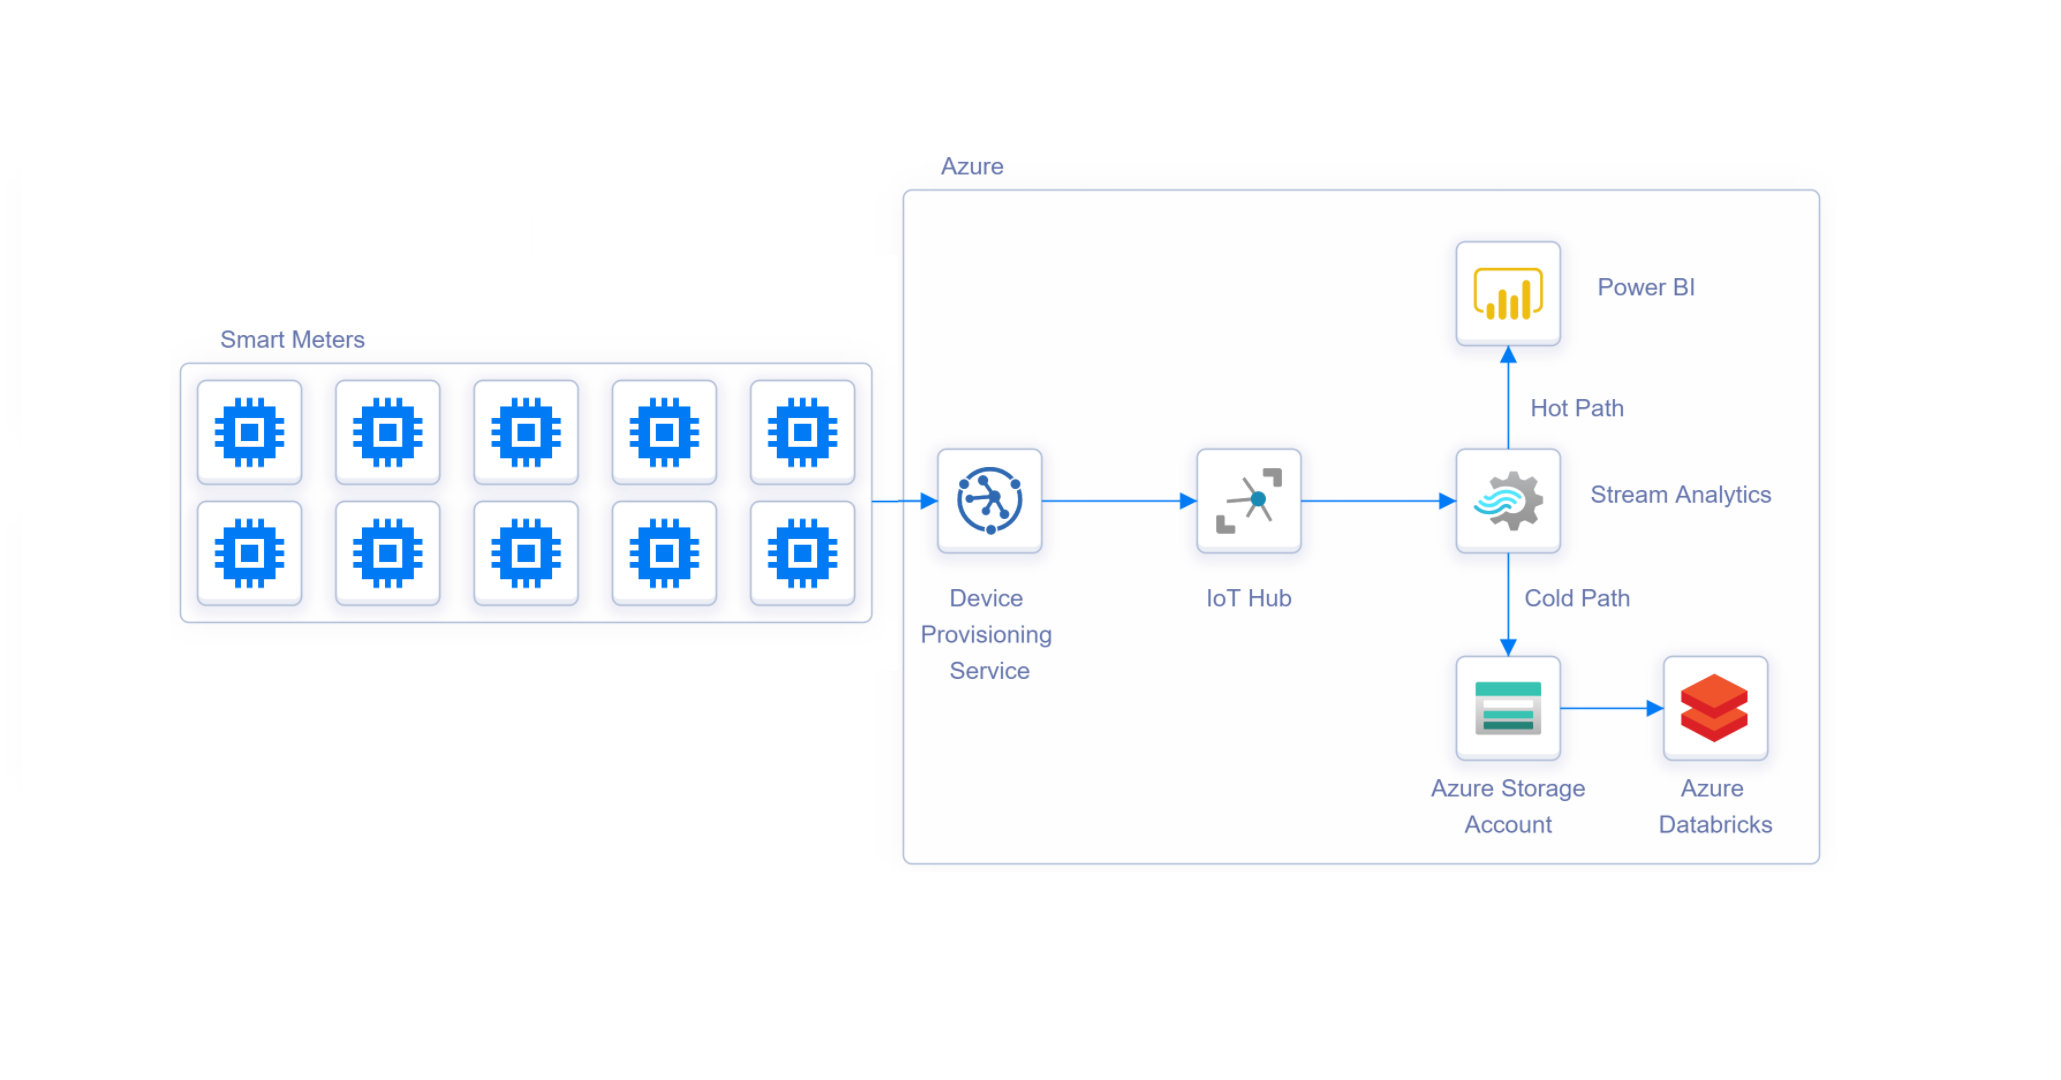 Azure
Smart Meters
Power BI
Hot Path
Stream Analytics
Device
Provisioning
Service
IoT Hub
Cold Path
Azure Storage
Account
Azure
Databricks